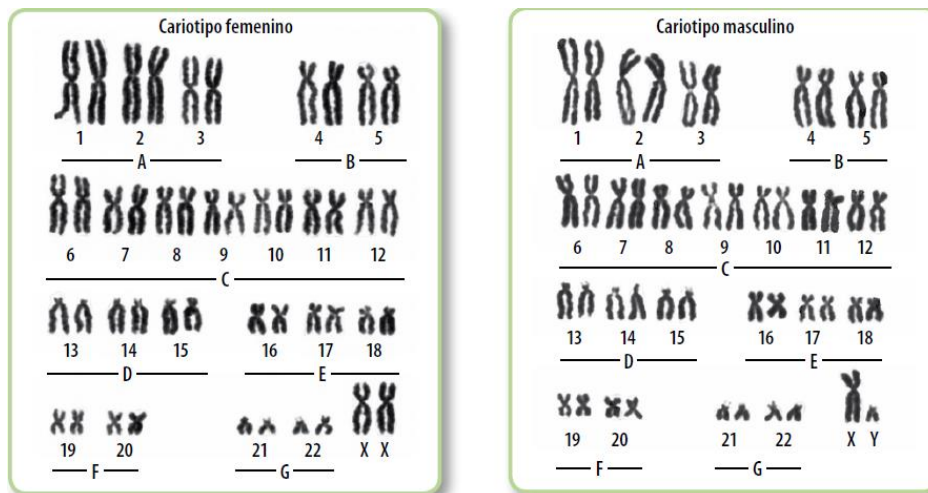 Cariotipo femenino
1 2 3
A
4 5
B
6 7 8 9 10 11 12
C
13 14 15
D
16 17 18
E
19 20
F
21 22
G
X X
Cariotipo masculino
1 2 3
A
4 5
B
6 7 8 9 10 11 12
C
13 14 15
D
16 17 18
E
19 20
F
21 22
G
X Y